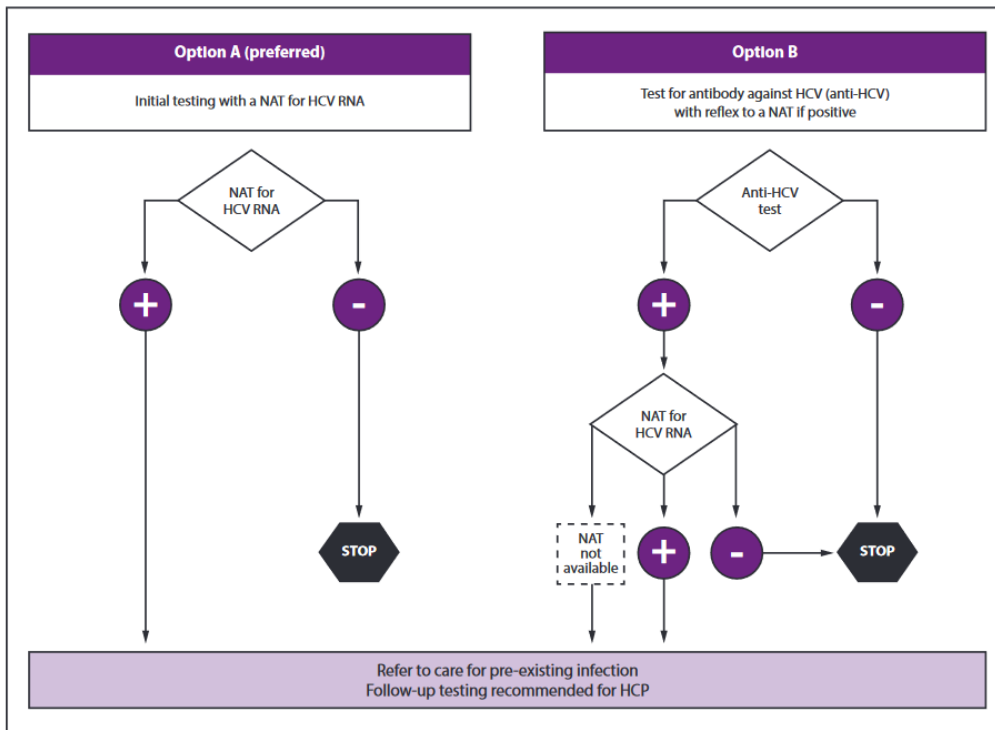 Option A (preferred)
Initial testing with a NAT for HCV RNA
NAT for
HCV RNA
+
-
STOP
Option B
Test for antibody against HCV (anti-HCV)
with reflex to a NAT if positive
Anti-HCV
test
+
-
NAT for
HCV RNA
NAT
not
available
+
-
STOP
Refer to care for pre-existing infection
Follow-up testing recommended for HCP